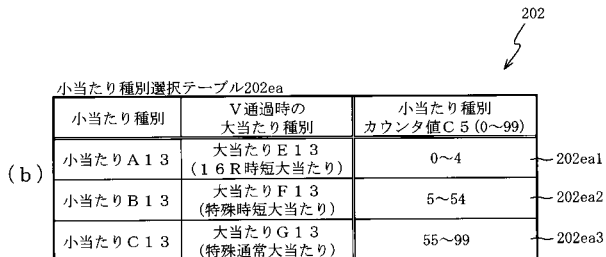 202
小当たり種別選択テーブル202ea
小当たり種別
V通過時の
大当たり種別
小当たり種別
カウンタ値C5(0～99)
(b)
小当たりA13
大当たりE13
(16R時短大当たり)
0～4
202ea1
小当たりB13
大当たりF13
(特殊時短大当たり)
5～54
202ea2
小当たりC13
大当たりG13
(特殊通常大当たり)
55～99
202ea3